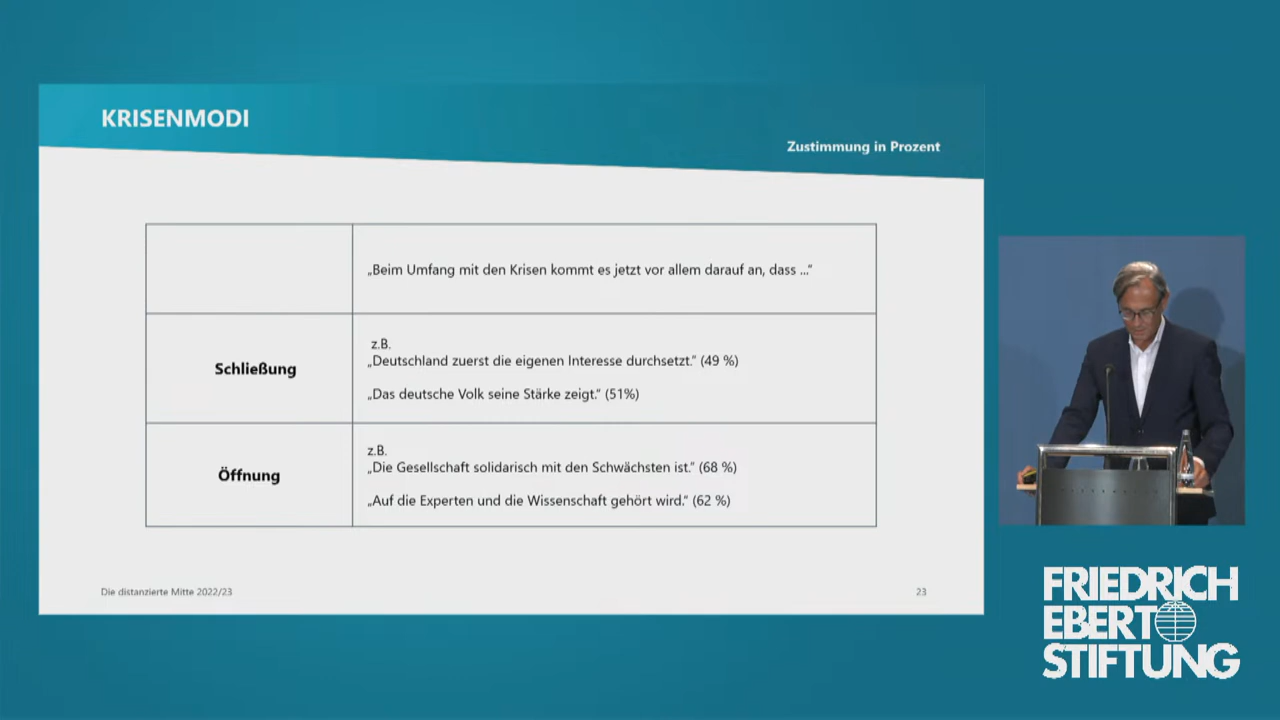 KRISENMODI
Zustimmung in Prozent
„Beim Umfang mit den Krisen kommt es jetzt vor allem darauf an, dass ...“
Schließung
z.B.
„Deutschland zuerst die eigenen Interesse durchsetzt.“ (49 %)
„Das deutsche Volk seine Stärke zeigt.“ (51%)
Öffnung
z.B.
„Die Gesellschaft solidarisch mit den Schwächsten ist.“ (68 %)
„Auf die Experten und die Wissenschaft gehört wird.“ (62 %)
Die distanzierte Mitte 2022/23
23
FRIEDRICH
EBERT
STIFTUNG